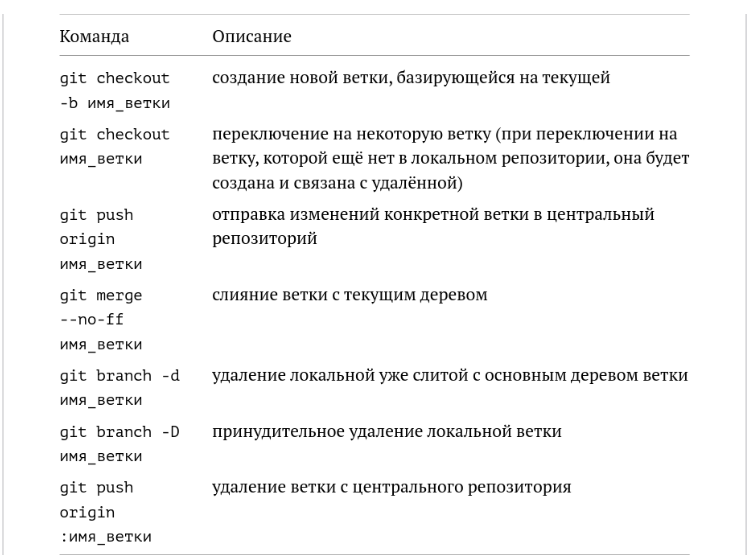 Команда Описание
git checkout создание новой ветки, базирующейся на текущей
-b имя_ветки
git checkout переключение на некоторую ветку (при переключении на
имя_ветки ветку, которой ещё нет в локальном репозитории, она будет
создана и связана с удалённой)
git push отправка изменений конкретной ветки в центральный
origin репозиторий
имя_ветки
git merge слияние ветки с текущим деревом
--no-ff
имя_ветки
git branch -d удаление локальной уже слитой с основным деревом ветки
имя_ветки
git branch -D принудительное удаление локальной ветки
имя_ветки
git push удаление ветки с центрального репозитория
origin
:имя_ветки